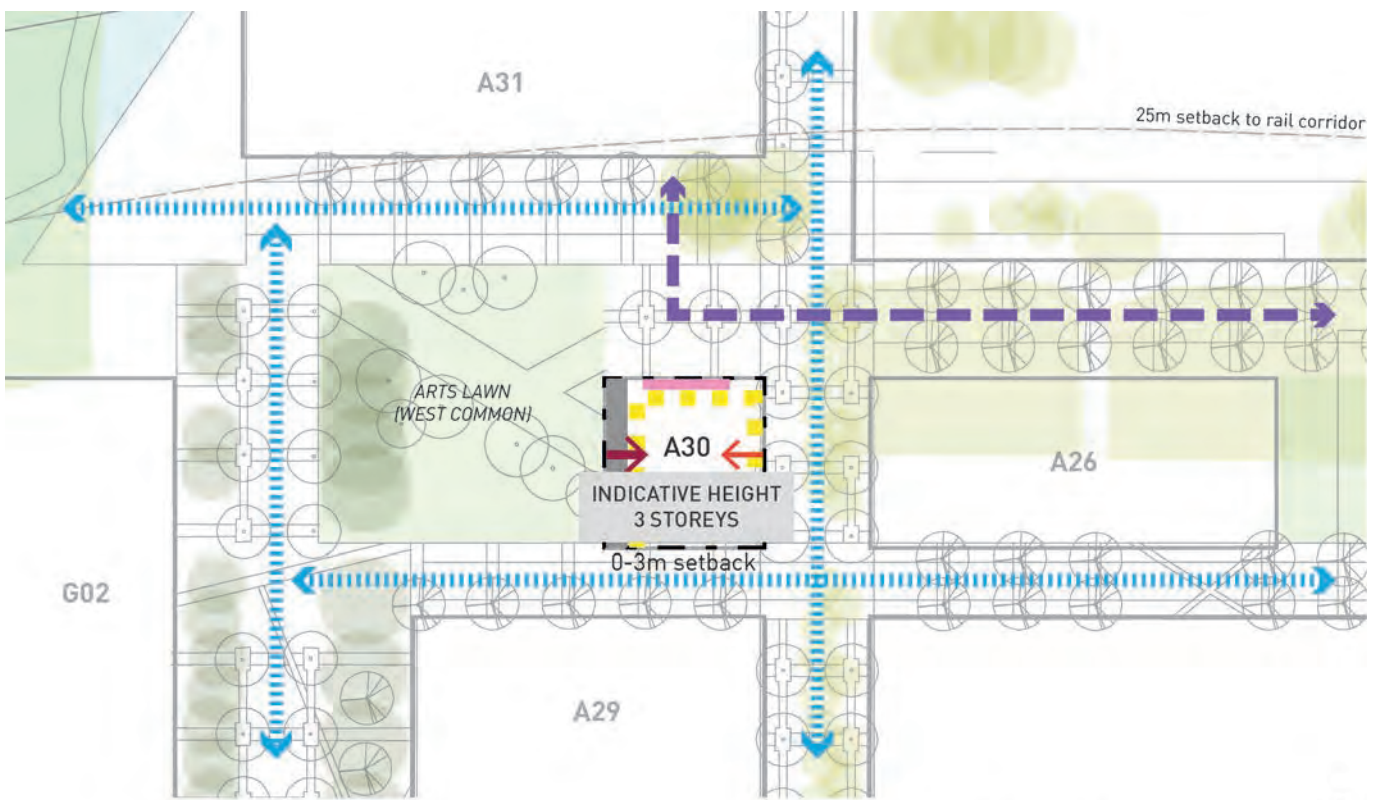 A31
25m setback to rail corridor
ARTS LAWN
(WEST COMMON)
A30
A26
INDICATIVE HEIGHT
3 STOREYS
0-3m setback
G02
A29